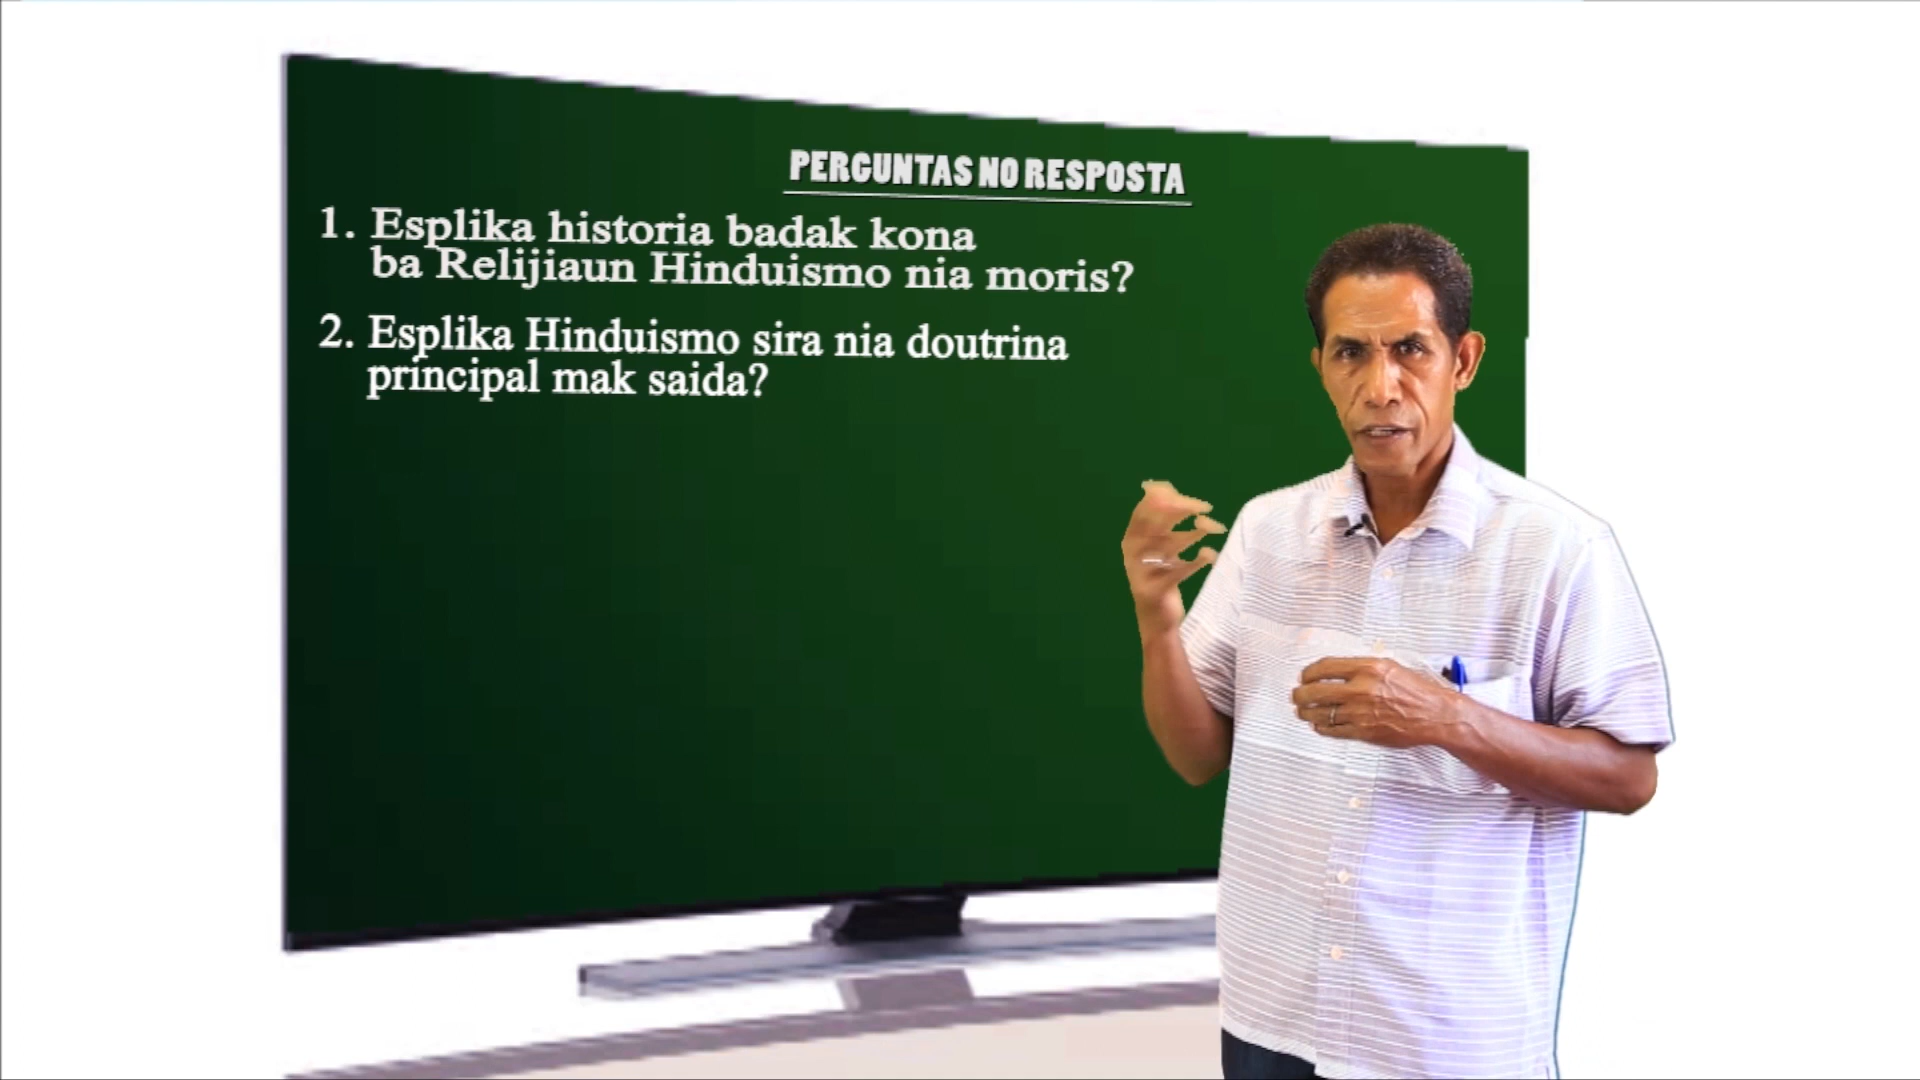 PERGUNTAS NO RESPOSTA
1. Esplika historia badak kona
ba Relijiaun Hinduismo nia moris?
2. Esplika Hinduismo sira nia doutrina
principal mak saida?